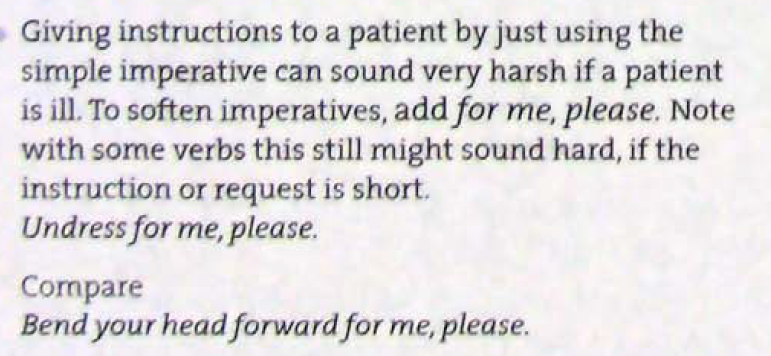 Giving instructions to a patient by just using the
simple imperative can sound very harsh if a patient
is ill. To soften imperatives, add for me, please. Note
with some verbs this still might sound hard, if the
instruction or request is short.
Undress for me, please.
Compare
Bend your head forward for me, please.